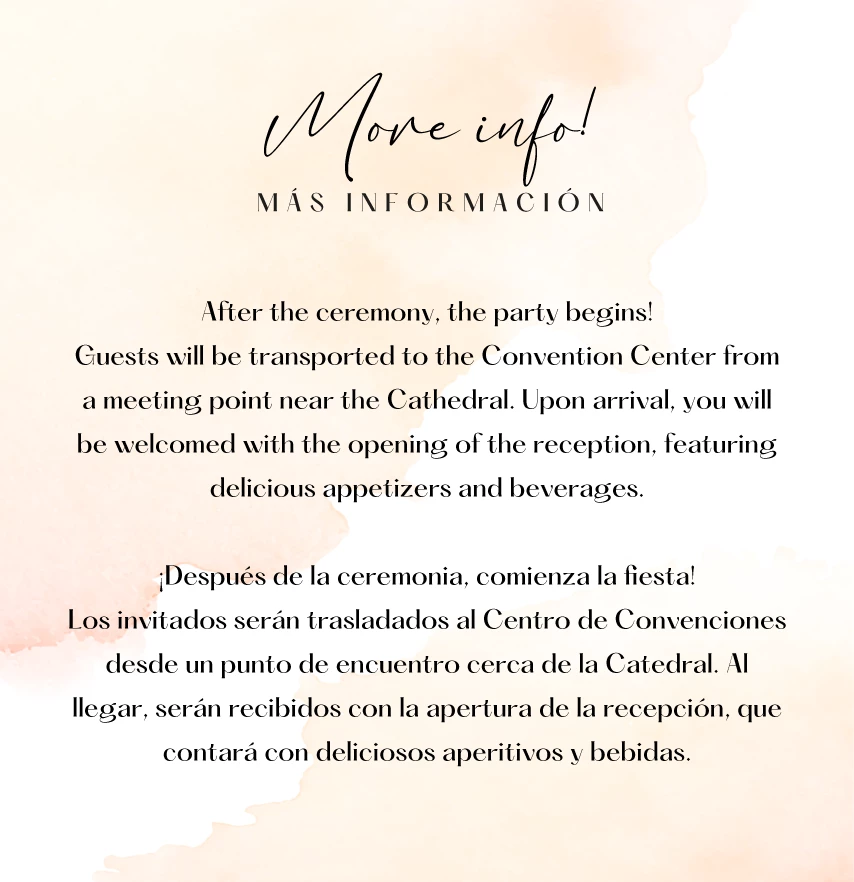 More info!
MÁS INFORMACIÓN
After the ceremony, the party begins!
Guests will be transported to the Convention Center from
a meeting point near the Cathedral. Upon arrival, you will
be welcomed with the opening of the reception, featuring
delicious appetizers and beverages.
¡Después de la ceremonia, comienza la fiesta!
Los invitados serán trasladados al Centro de Convenciones
desde un punto de encuentro cerca de la Catedral. Al
llegar, serán recibidos con la apertura de la recepción, que
contará con deliciosos aperitivos y bebidas.